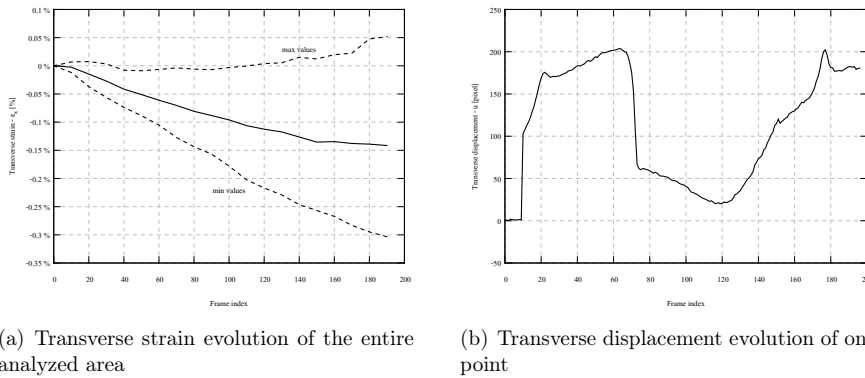 0.1 %
0.05 %
0 %
-0.05 %
-0.1 %
-0.15 %
-0.2 %
-0.25 %
-0.3 %
-0.35 %
Transverse strain - εx [%]
max values
min values
0 20 40 60 80 100 120 140 160 180 200
Frame index
250
200
150
100
50
0
-50
Transverse displacement - u [pixel]
0 20 40 60 80 100 120 140 160 180
Frame index
(a) Transverse strain evolution of the entire
analyzed area
(b) Transverse displacement evolution of
point